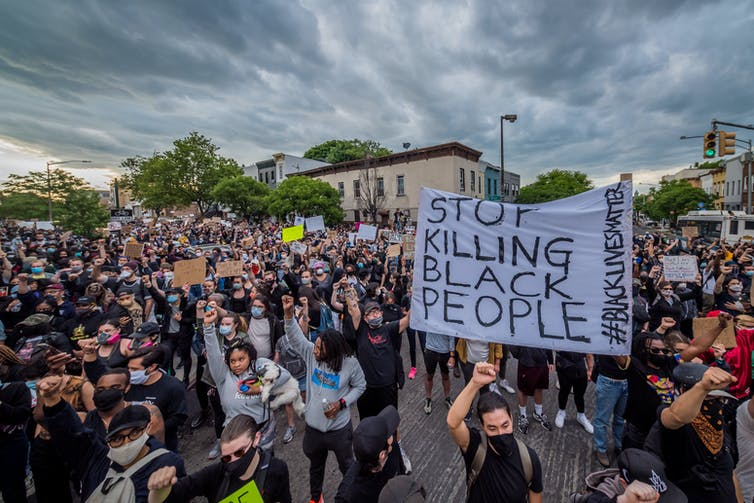 STOP
KILLING
BLACK
PEOPLE
#BLACKLIVESMATTER